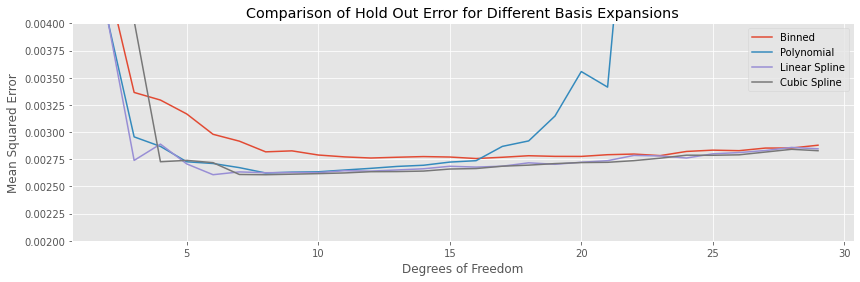 Comparison of Hold Out Error for Different Basis Expansions
0.00400
0.00375
0.00350
0.00325
0.00300
0.00275
0.00250
0.00225
0.00200
Mean Squared Error
Binned
Polynomial
Linear Spline
Cubic Spline
5
10
15
20
25
30
Degrees of Freedom